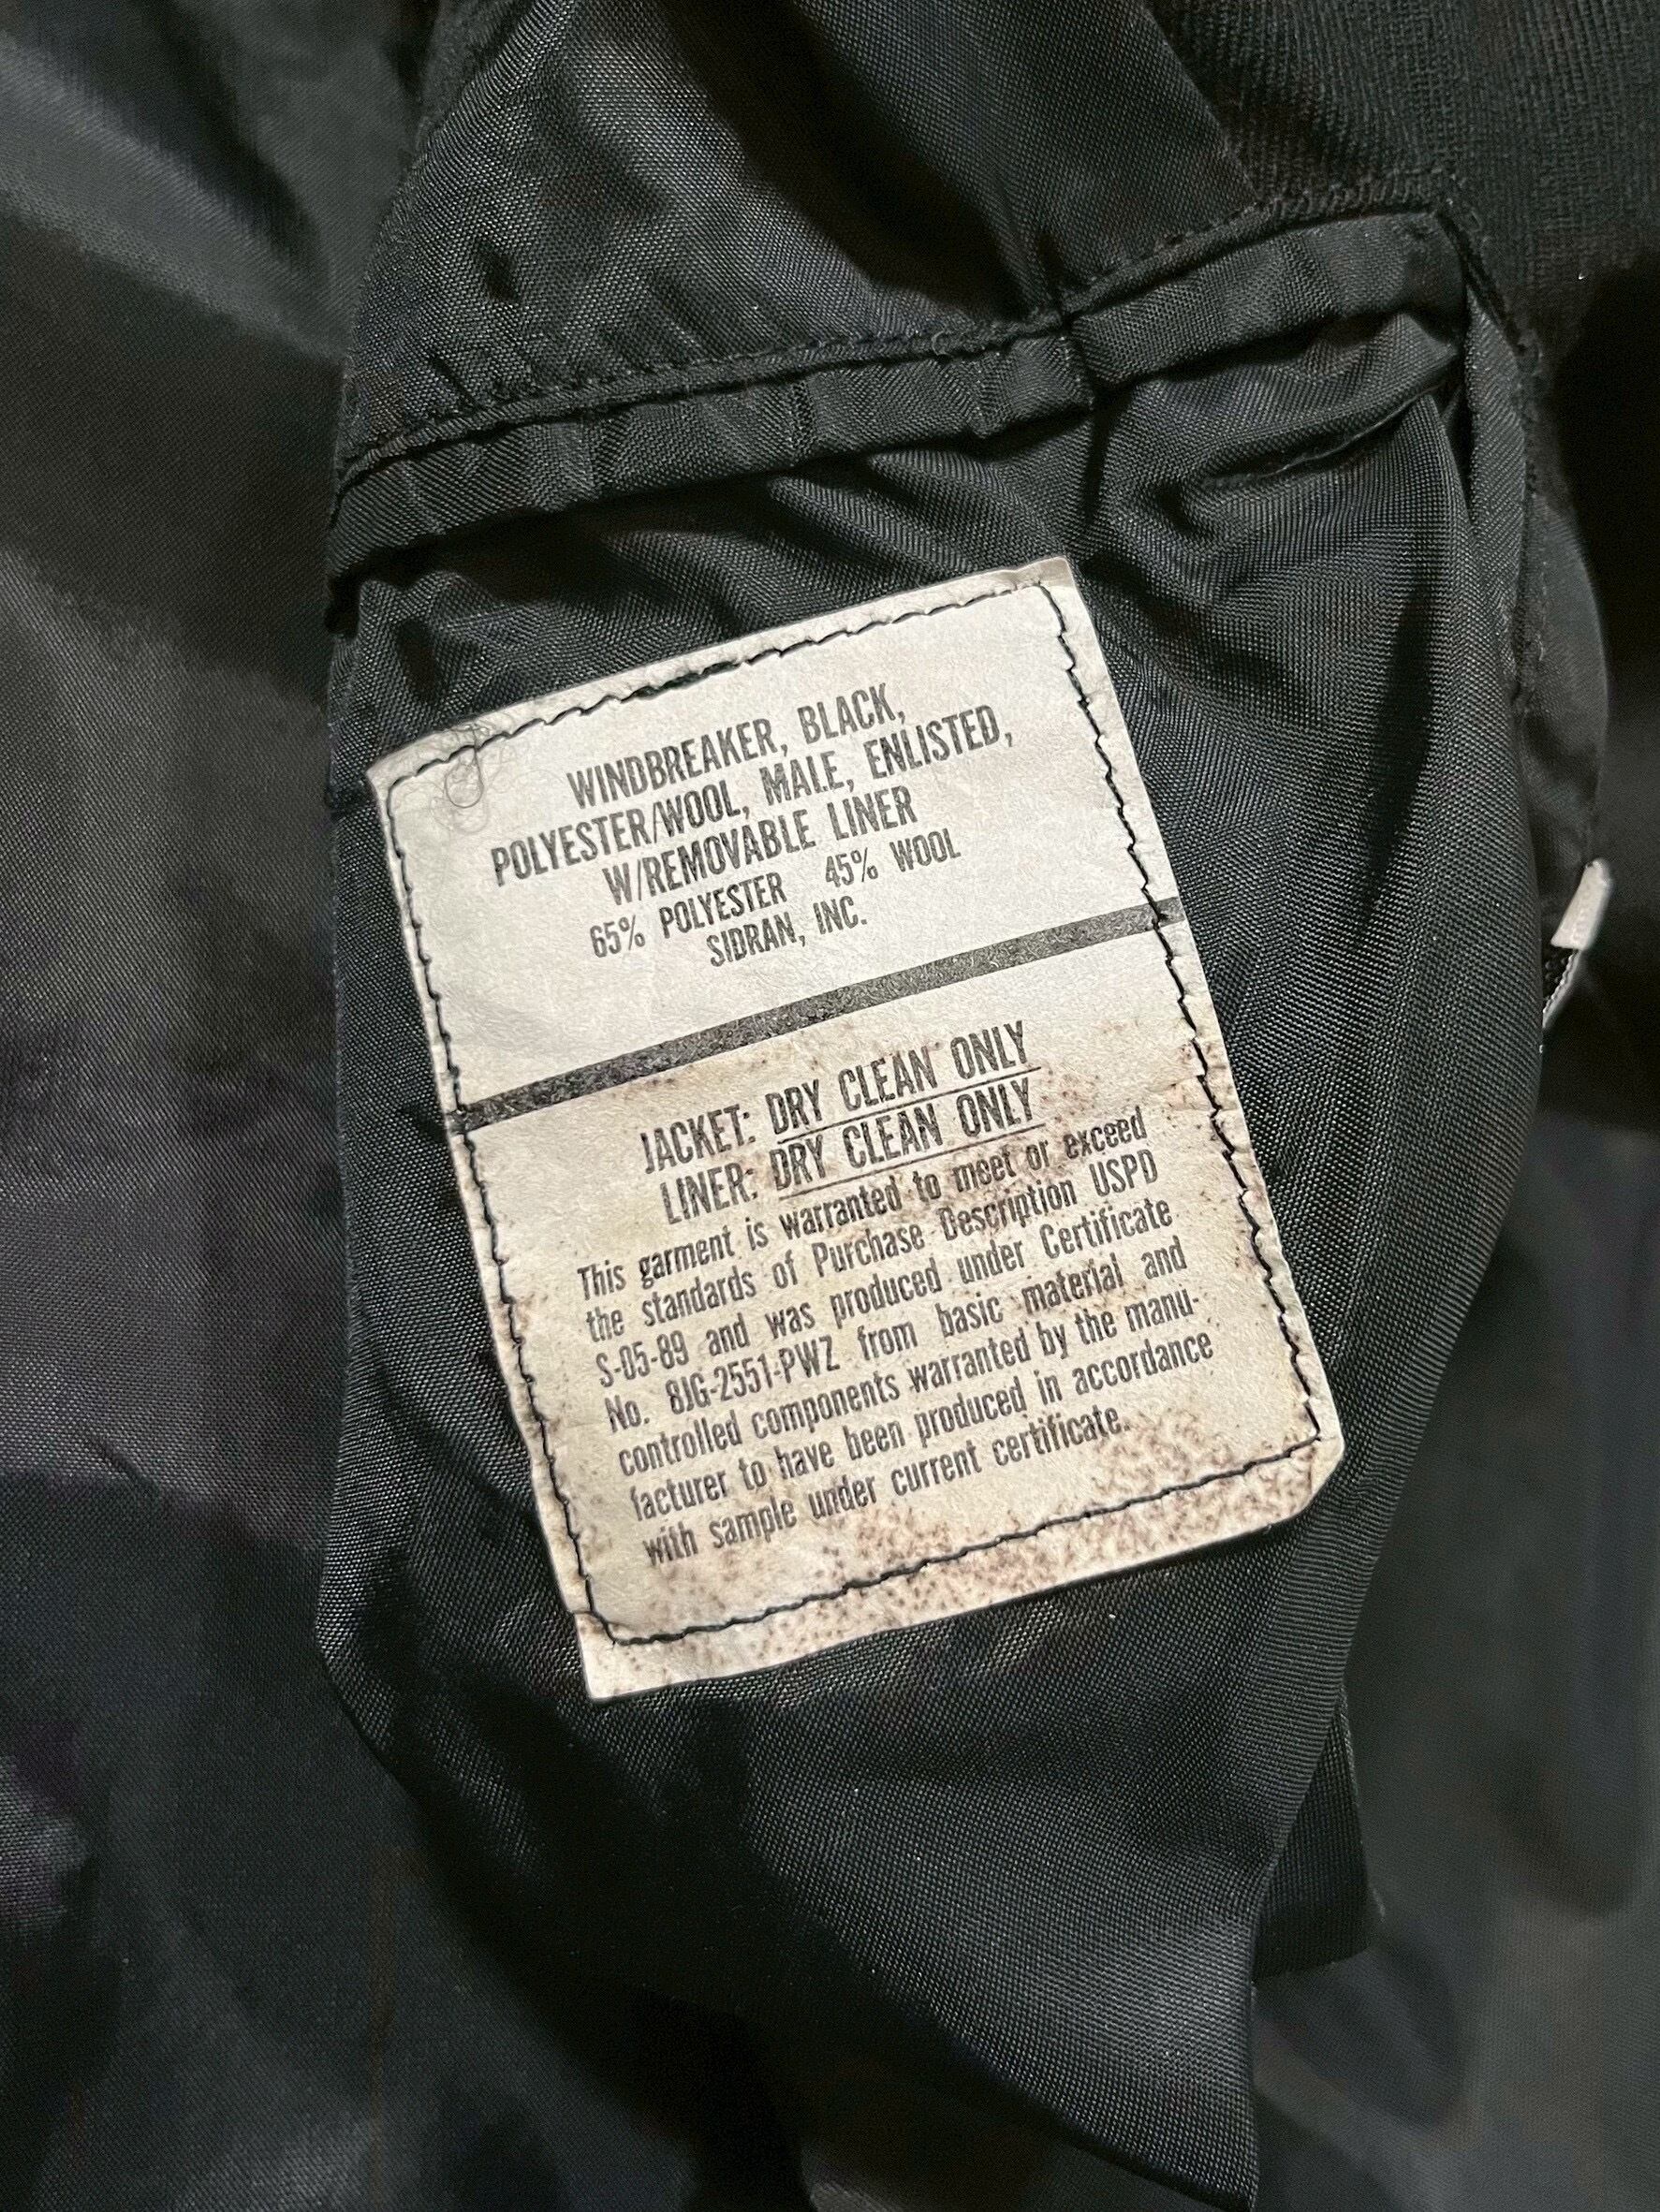 WINDBREAKER, BLACK,
POLYESTER/WOOL, MALE, ENLISTED,
W/REMOVABLE LINER
65% POLYESTER 45% WOOL
SIDRAN, INC.
JACKET: DRY CLEAN ONLY
LINER: DRY CLEAN ONLY
This garment is warranted to meet or exceed
the standards of Purchase Description USPD
S-05-89 and was produced under Certificate
No. 8JG-2551-PWZ from basic material and
controlled components warranted by the manu-
facturer to have been produced in accordance
with sample under current certificate.